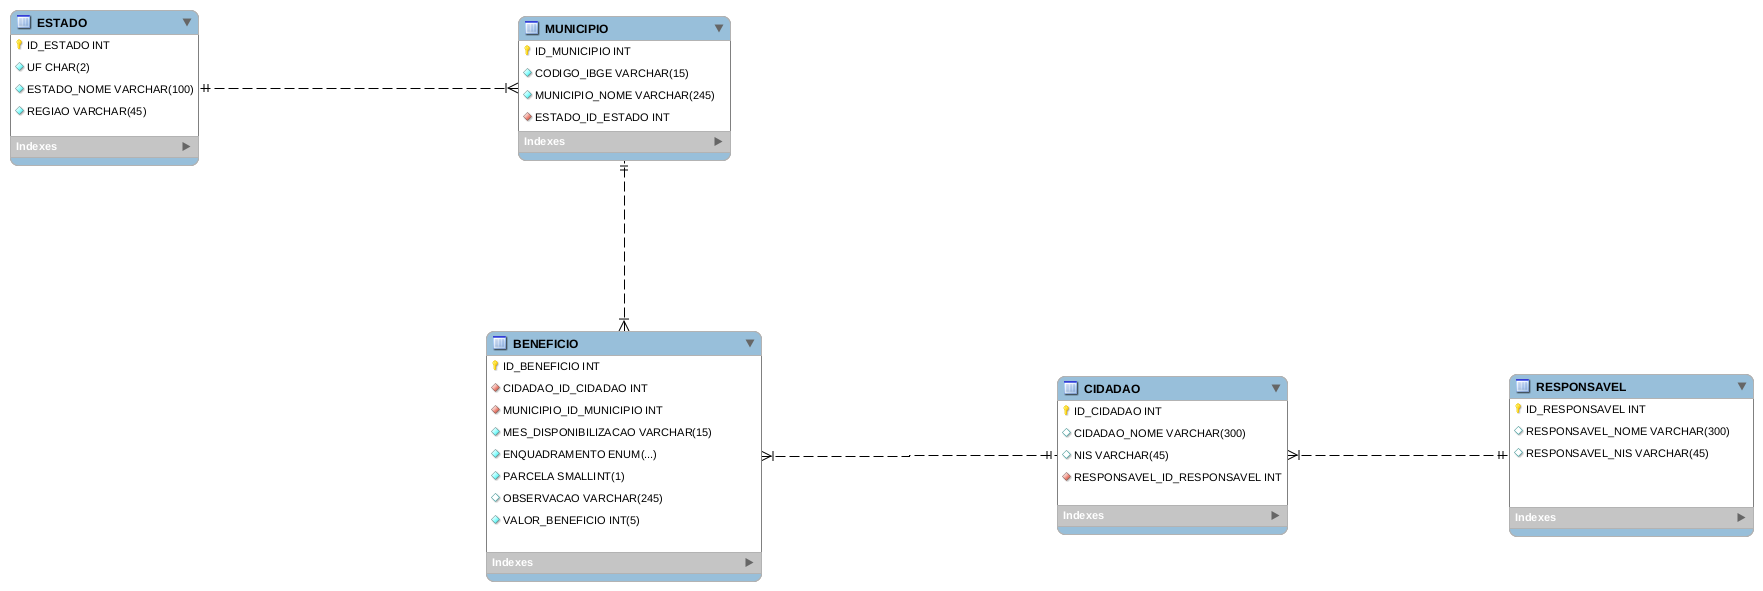 ESTADO
ID_ESTADO INT
UF CHAR(2)
ESTADO_NOME VARCHAR(100)
REGIAO VARCHAR(45)
Indexes
MUNICIPIO
ID_MUNICIPIO INT
CODIGO_IBGE VARCHAR(15)
MUNICIPIO_NOME VARCHAR(245)
ESTADO_ID_ESTADO INT
Indexes
BENEFICIO
ID_BENEFICIO INT
CIDADAO_ID_CIDADAO INT
MUNICIPIO_ID_MUNICIPIO INT
MES_DISPONIBILIZACAO VARCHAR(15)
ENQUADRAMENTO ENUM(...)
PARCELA SMALLINT(1)
OBSERVACAO VARCHAR(245)
VALOR_BENEFICIO INT(5)
Indexes
CIDADAO
ID_CIDADAO INT
CIDADAO_NOME VARCHAR(300)
NIS VARCHAR(45)
RESPONSAVEL_ID_RESPONSAVEL INT
Indexes
RESPONSAVEL
ID_RESPONSAVEL INT
RESPONSAVEL_NOME VARCHAR(300)
RESPONSAVEL_NIS VARCHAR(45)
Indexes